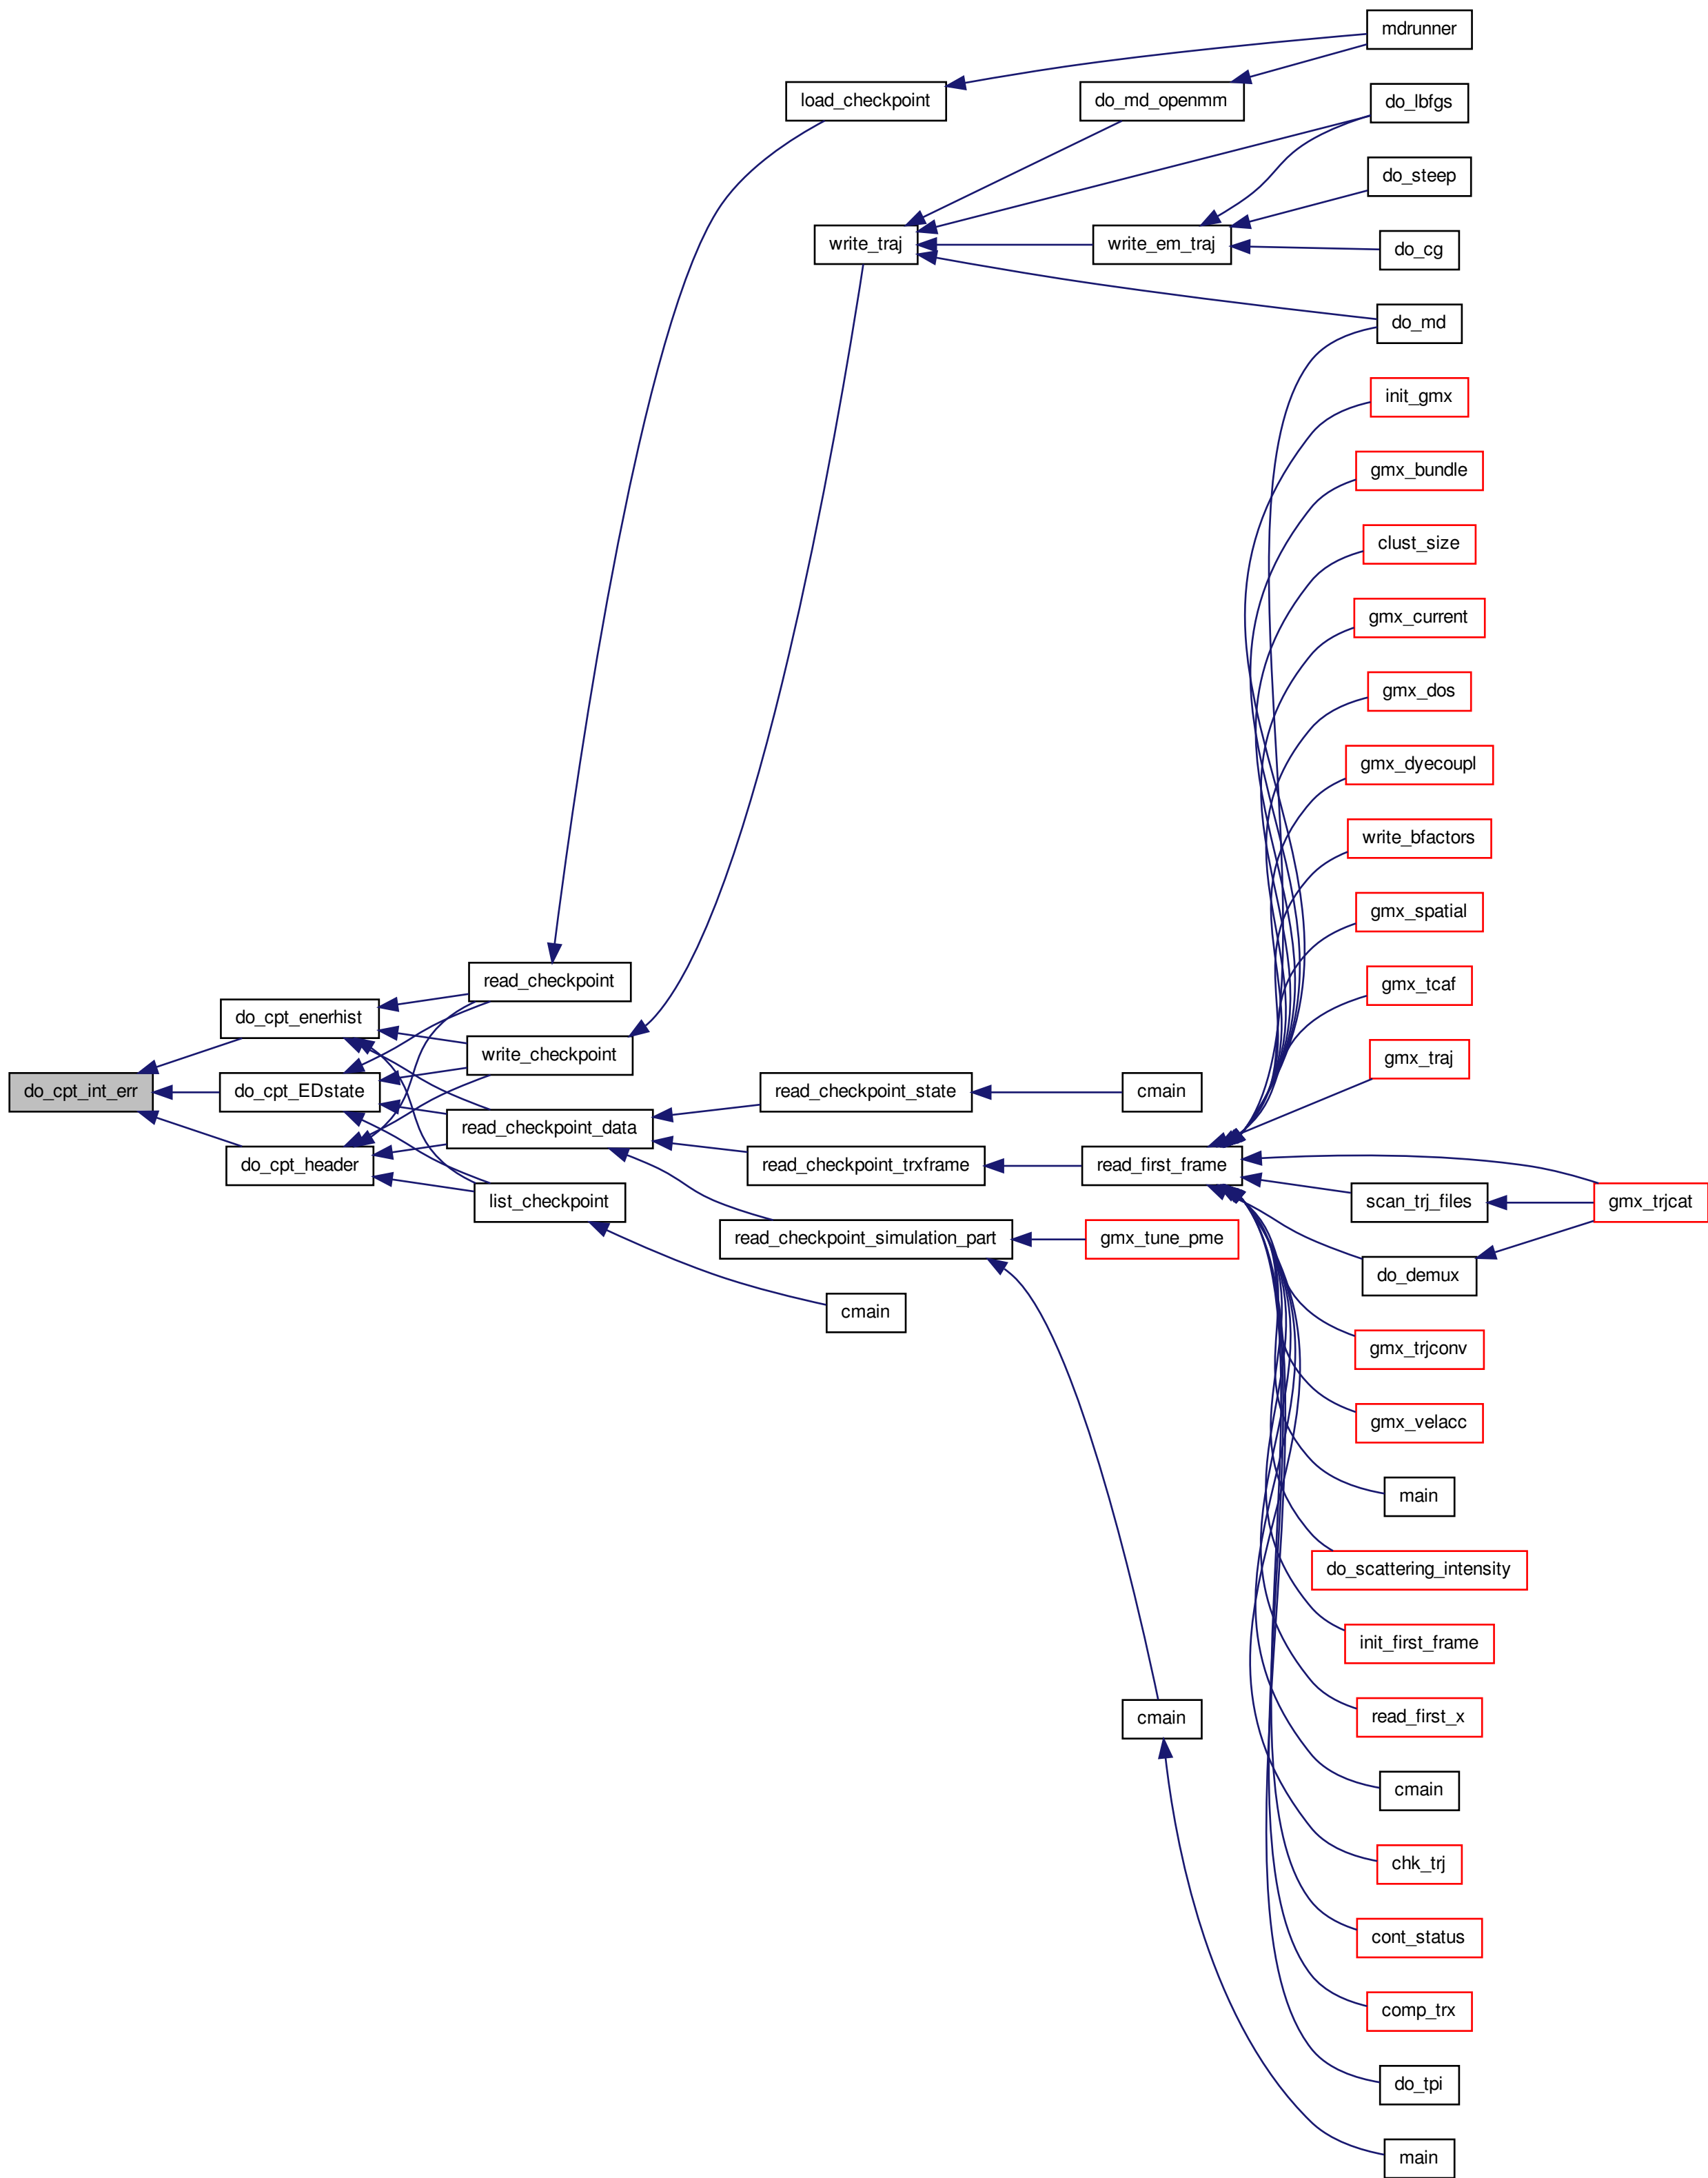 mdrunner
load_checkpoint
do_md_openmm
do_lbfgs
do_steep
write_traj
write_em_traj
do_cg
do_md
init_gmx
gmx_bundle
clust_size
gmx_current
gmx_dos
gmx_dyecoupl
write_bfactors
gmx_spatial
read_checkpoint
gmx_tcaf
do_cpt_enerhist
write_checkpoint
gmx_traj
do_cpt_int_err
do_cpt_EDstate
read_checkpoint_state
cmain
read_checkpoint_data
do_cpt_header
read_checkpoint_trxframe
read_first_frame
list_checkpoint
scan_trj_files
gmx_trjcat
read_checkpoint_simulation_part
gmx_tune_pme
do_demux
cmain
gmx_trjconv
gmx_velacc
main
do_scattering_intensity
init_first_frame
cmain
read_first_x
cmain
chk_trj
cont_status
comp_trx
do_tpi
main